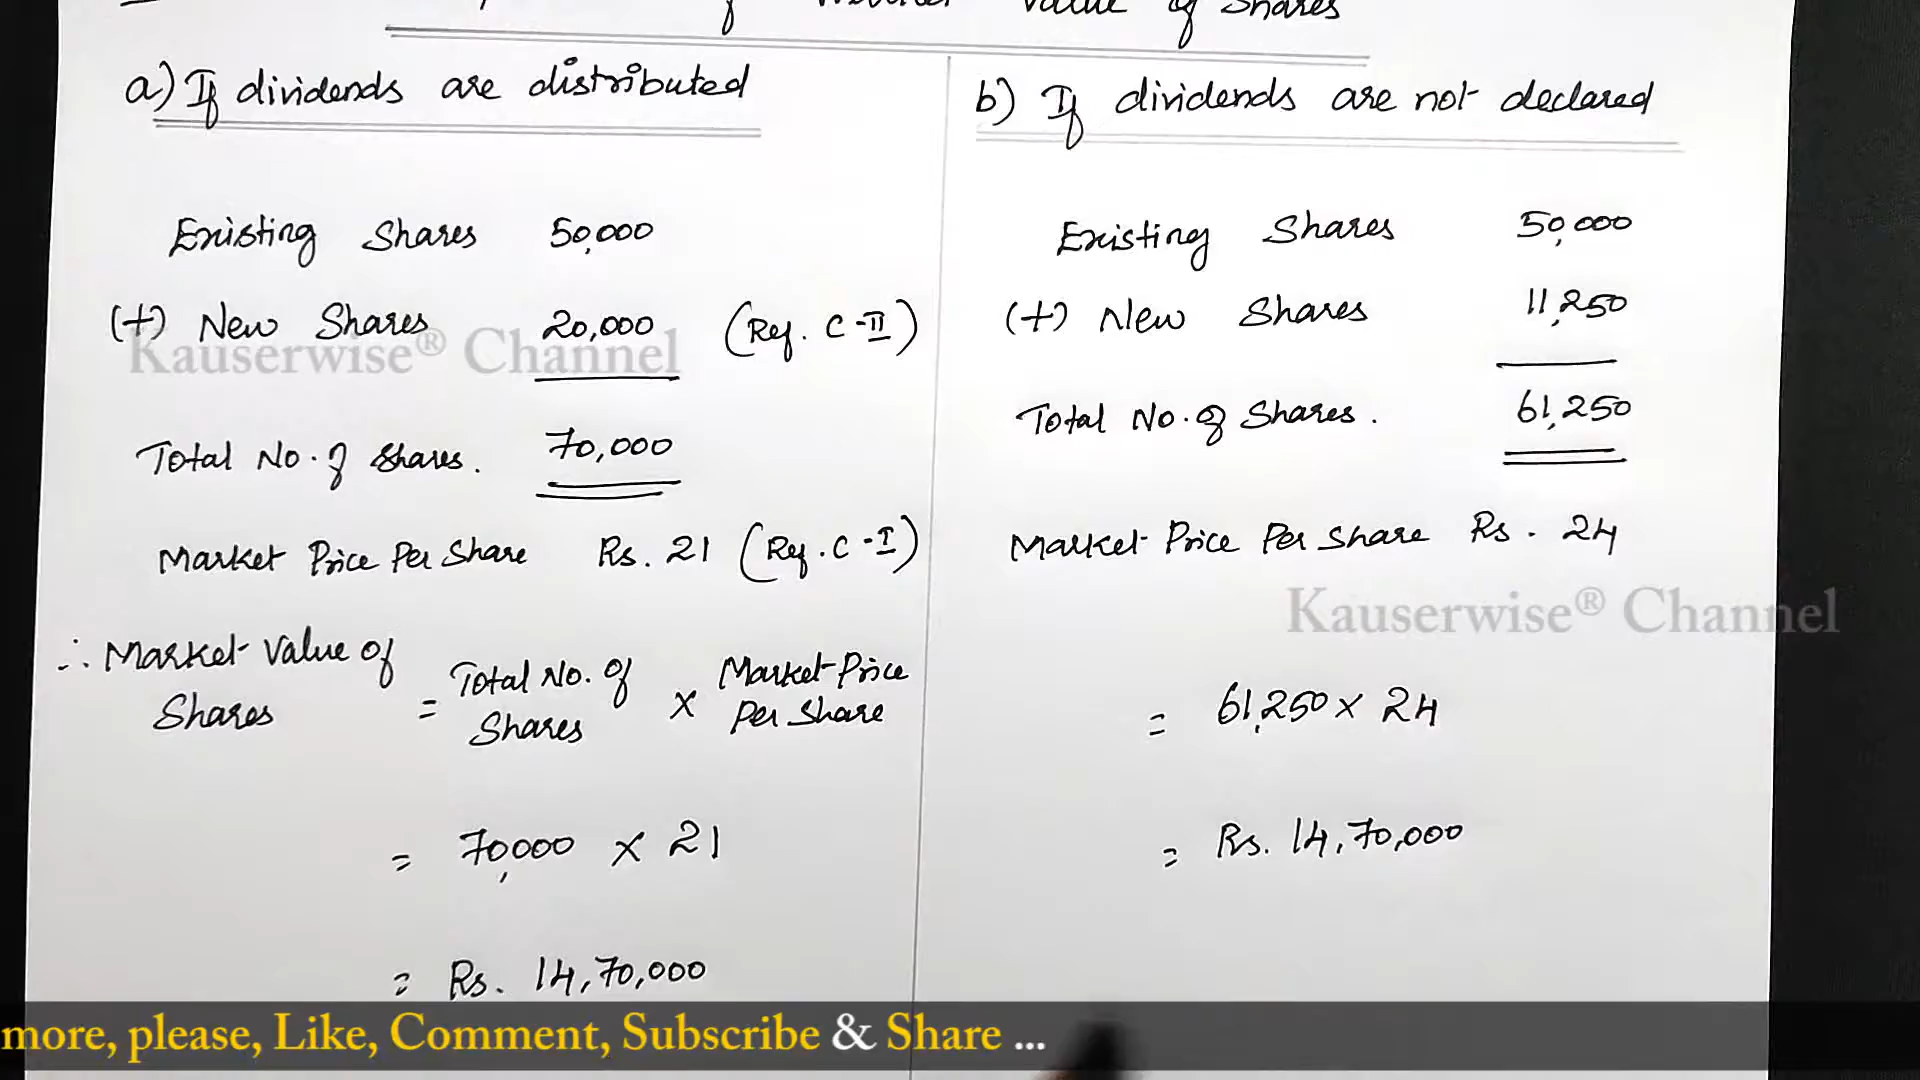 Value of Shares
a) If dividends are distributed
Existing Shares 50,000
(+) New Shares 20,000 (Ref. C-II)
Total No. of Shares. 70,000
Market Price Per Share Rs. 21 (Ref. C-I)
∴ Market Value of Shares = Total No. of Shares × Market Price Per Share
= 70,000 × 21
= Rs. 14,70,000
b) If dividends are not declared
Existing Shares 50,000
(+) New Shares 11,250
Total No. of Shares. 61,250
Market Price Per Share Rs. 24
= 61,250 × 24
= Rs. 14,70,000
Kauserwise® Channel
Kauserwise® Channel
more, please, Like, Comment, Subscribe & Share ...